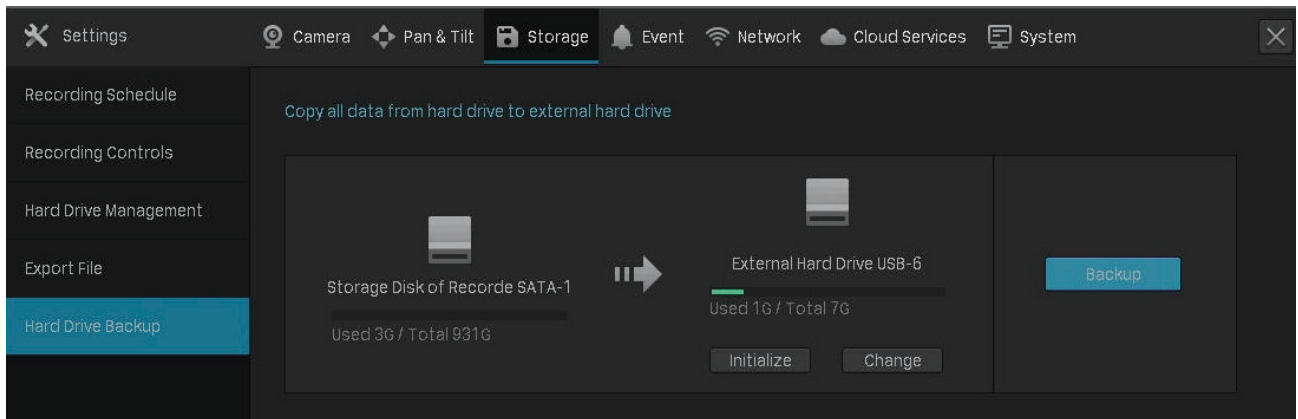 Settings
Camera Pan & Tilt Storage Event Network Cloud Services System
Recording Schedule
Recording Controls
Hard Drive Management
Export File
Hard Drive Backup
Copy all data from hard drive to external hard drive
Storage Disk of Recorde SATA-1
Used 3G / Total 931G
External Hard Drive USB-6
Used 1G / Total 7G
Initialize Change
Backup